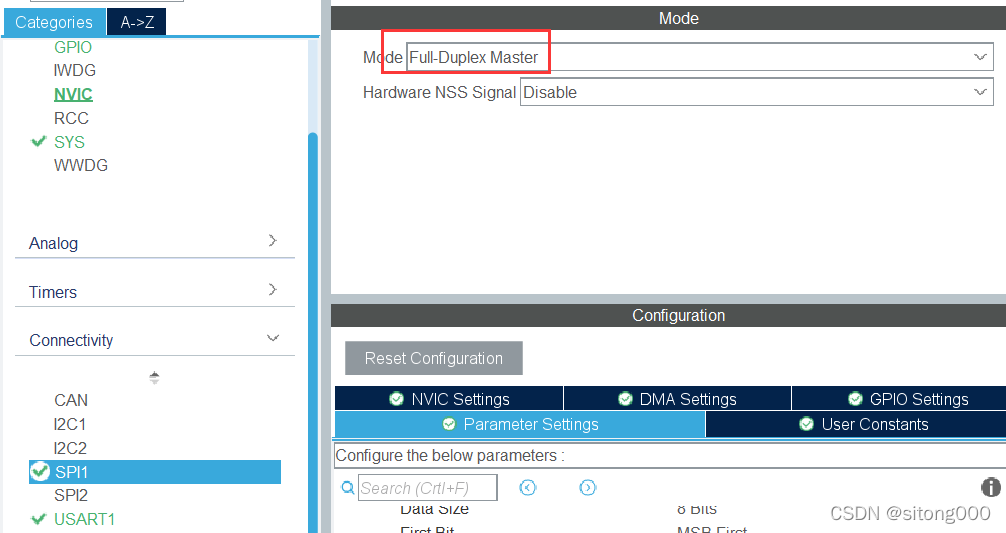 Categories A->Z
GPIO
IWDG
NVIC
RCC
SYS
WWDG
Analog
Timers
Connectivity
CAN
I2C1
I2C2
SPI1
SPI2
USART1
Mode
Mode Full-Duplex Master
Hardware NSS Signal Disable
Configuration
Reset Configuration
NVIC Settings DMA Settings GPIO Settings
Parameter Settings User Constants
Configure the below parameters :
Search (Crtl+F)
Data Size 8 Bits
First Bit MSB First
CSDN @sitong000